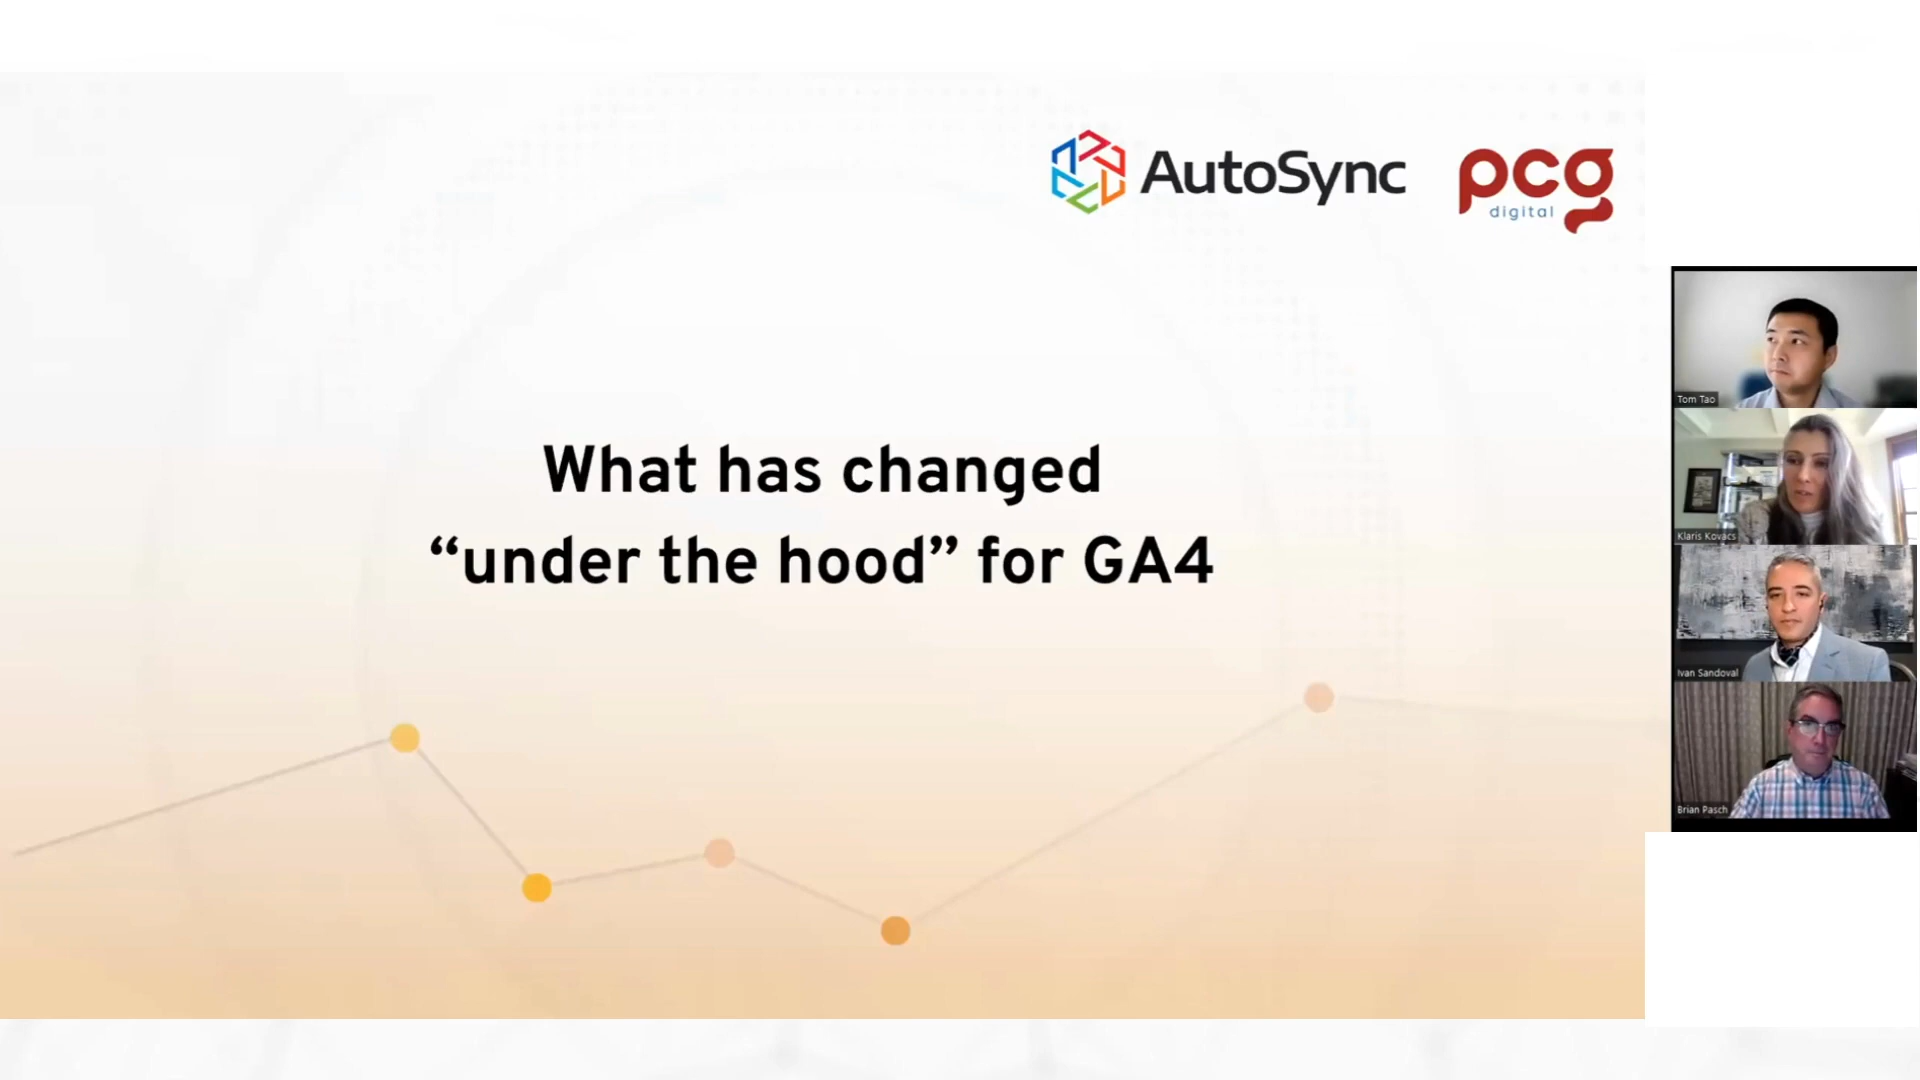 AutoSync
pcg
digital
What has changed
“under the hood” for GA4
Tom Tao
Klaris Kovacs
Ivan Sandoval
Brian Pasch